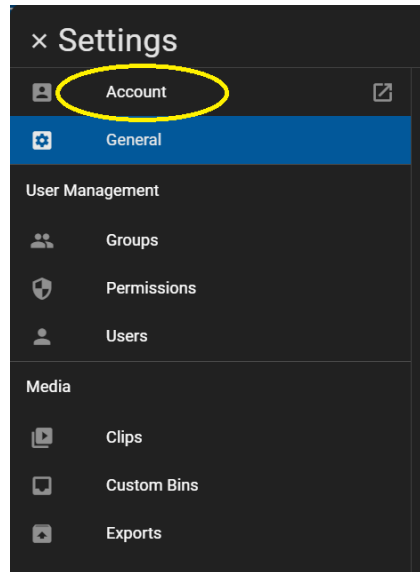 × Settings
Account
General
User Management
Groups
Permissions
Users
Media
Clips
Custom Bins
Exports